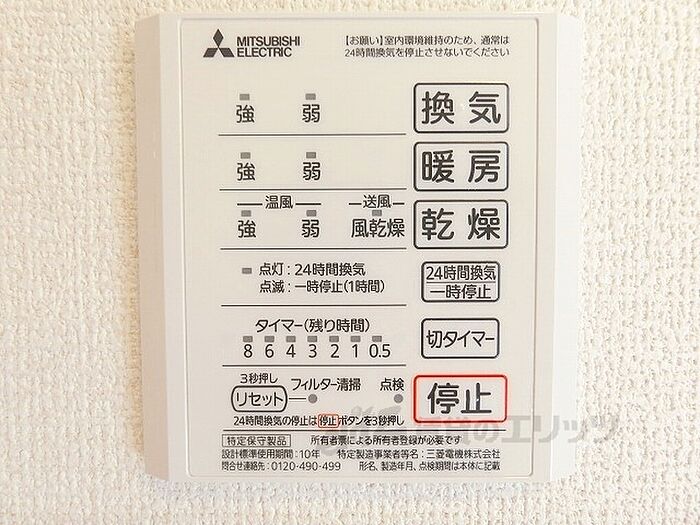 MITSUBISHI
ELECTRIC
【お願い】室内環境維持のため、通常は
24時間換気を停止させないでください
強 弱 換気
強 弱 暖房
温風 送風
強 弱 風乾燥 乾燥
点灯：24時間換気
点滅：一時停止(1時間)
24時間換気
一時停止
タイマー(残り時間)
8 6 4 3 2 1 0.5
切タイマー
3秒押し
リセット フィルター清掃 点検
停止
24時間換気の停止は停止ボタンを3秒押し
特定保守製品 所有者票による所有者登録が必要です
設計標準使用期間：10年 特定製造事業者等名：三菱電機株式会社
問合せ連絡先：0120-490-499 形名、製造年月、点検期間は本体に記載
のエリッツ